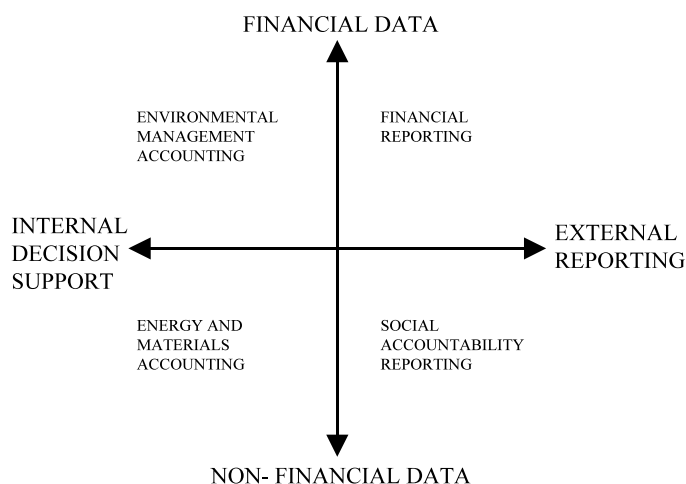 FINANCIAL DATA
ENVIRONMENTAL
MANAGEMENT
ACCOUNTING
FINANCIAL
REPORTING
INTERNAL
DECISION
SUPPORT
EXTERNAL
REPORTING
ENERGY AND
MATERIALS
ACCOUNTING
SOCIAL
ACCOUNTABILITY
REPORTING
NON- FINANCIAL DATA